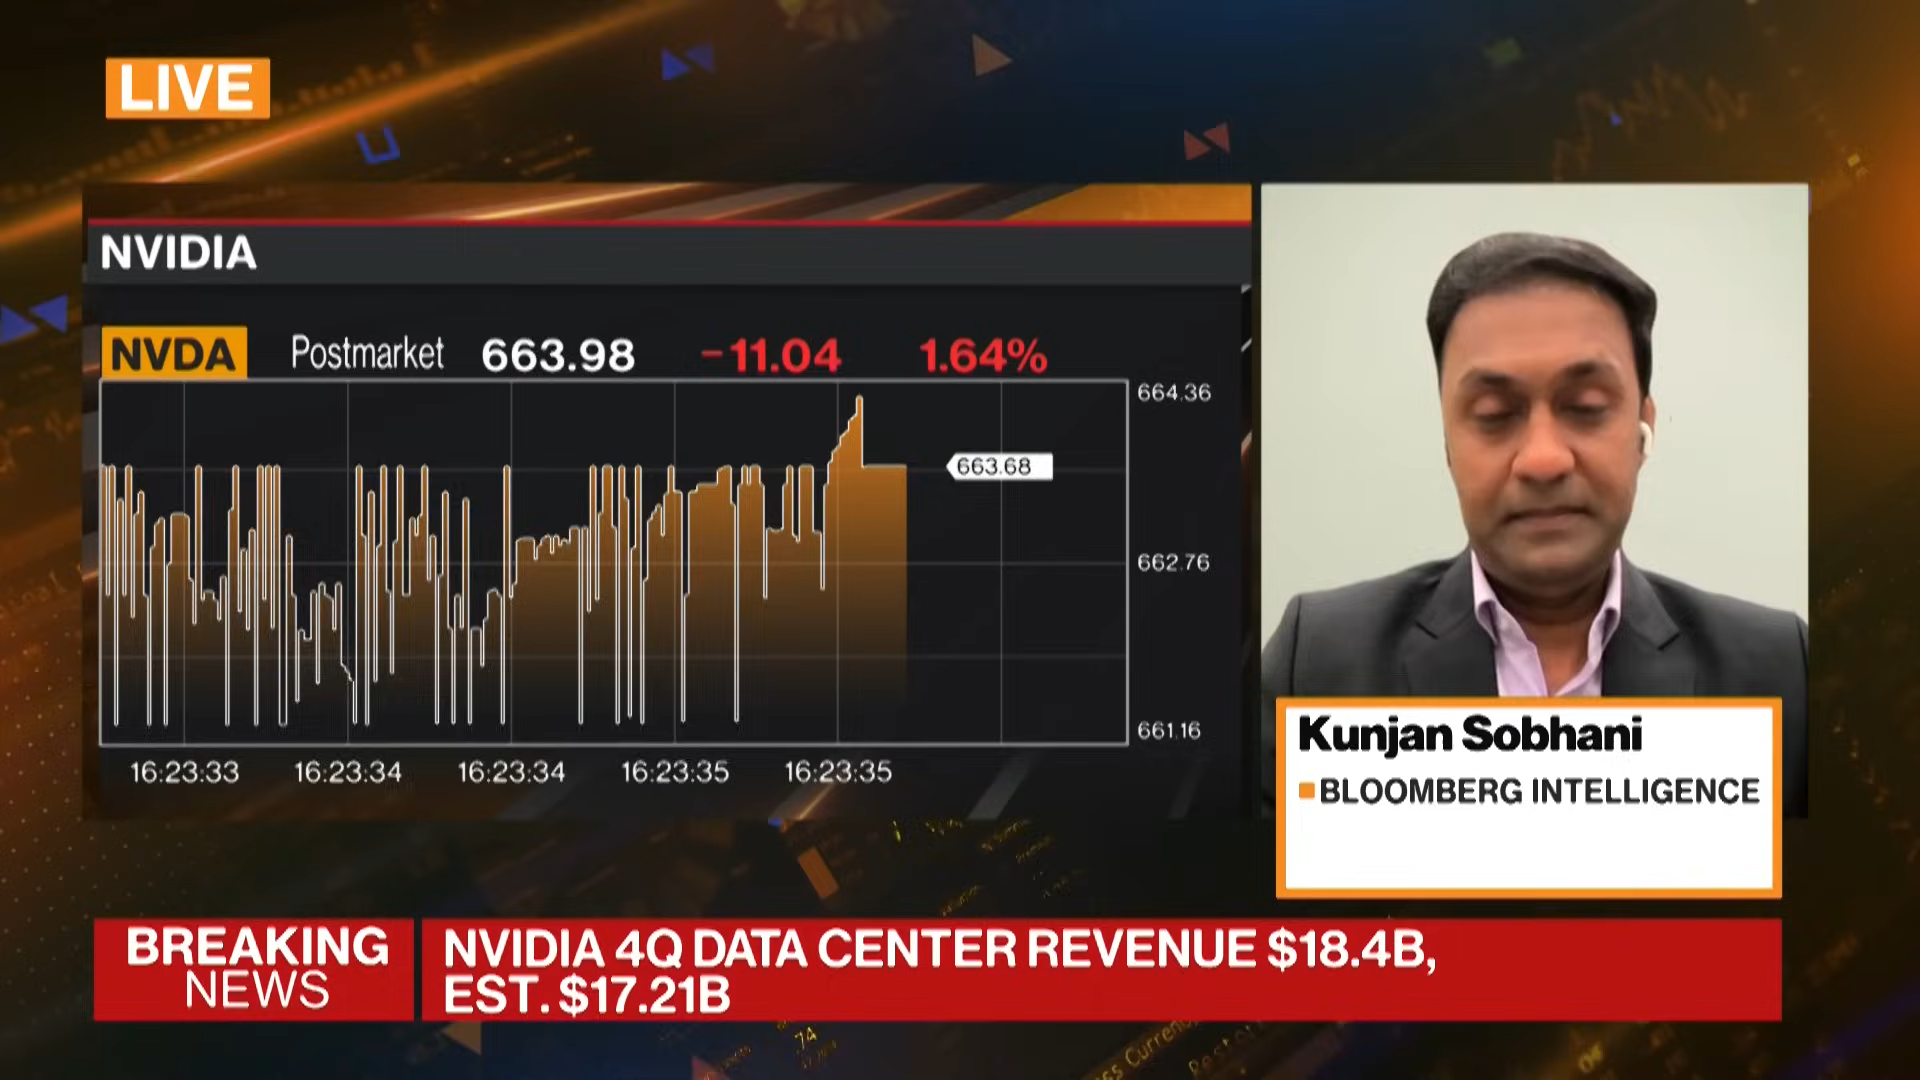 LIVE
NVIDIA
NVDA Postmarket 663.98 -11.04 1.64%
664.36
663.68
662.76
661.16
16:23:33 16:23:34 16:23:34 16:23:35 16:23:35
Kunjan Sobhani
BLOOMBERG INTELLIGENCE
BREAKING
NEWS
NVIDIA 4Q DATA CENTER REVENUE $18.4B,
EST. $17.21B
74